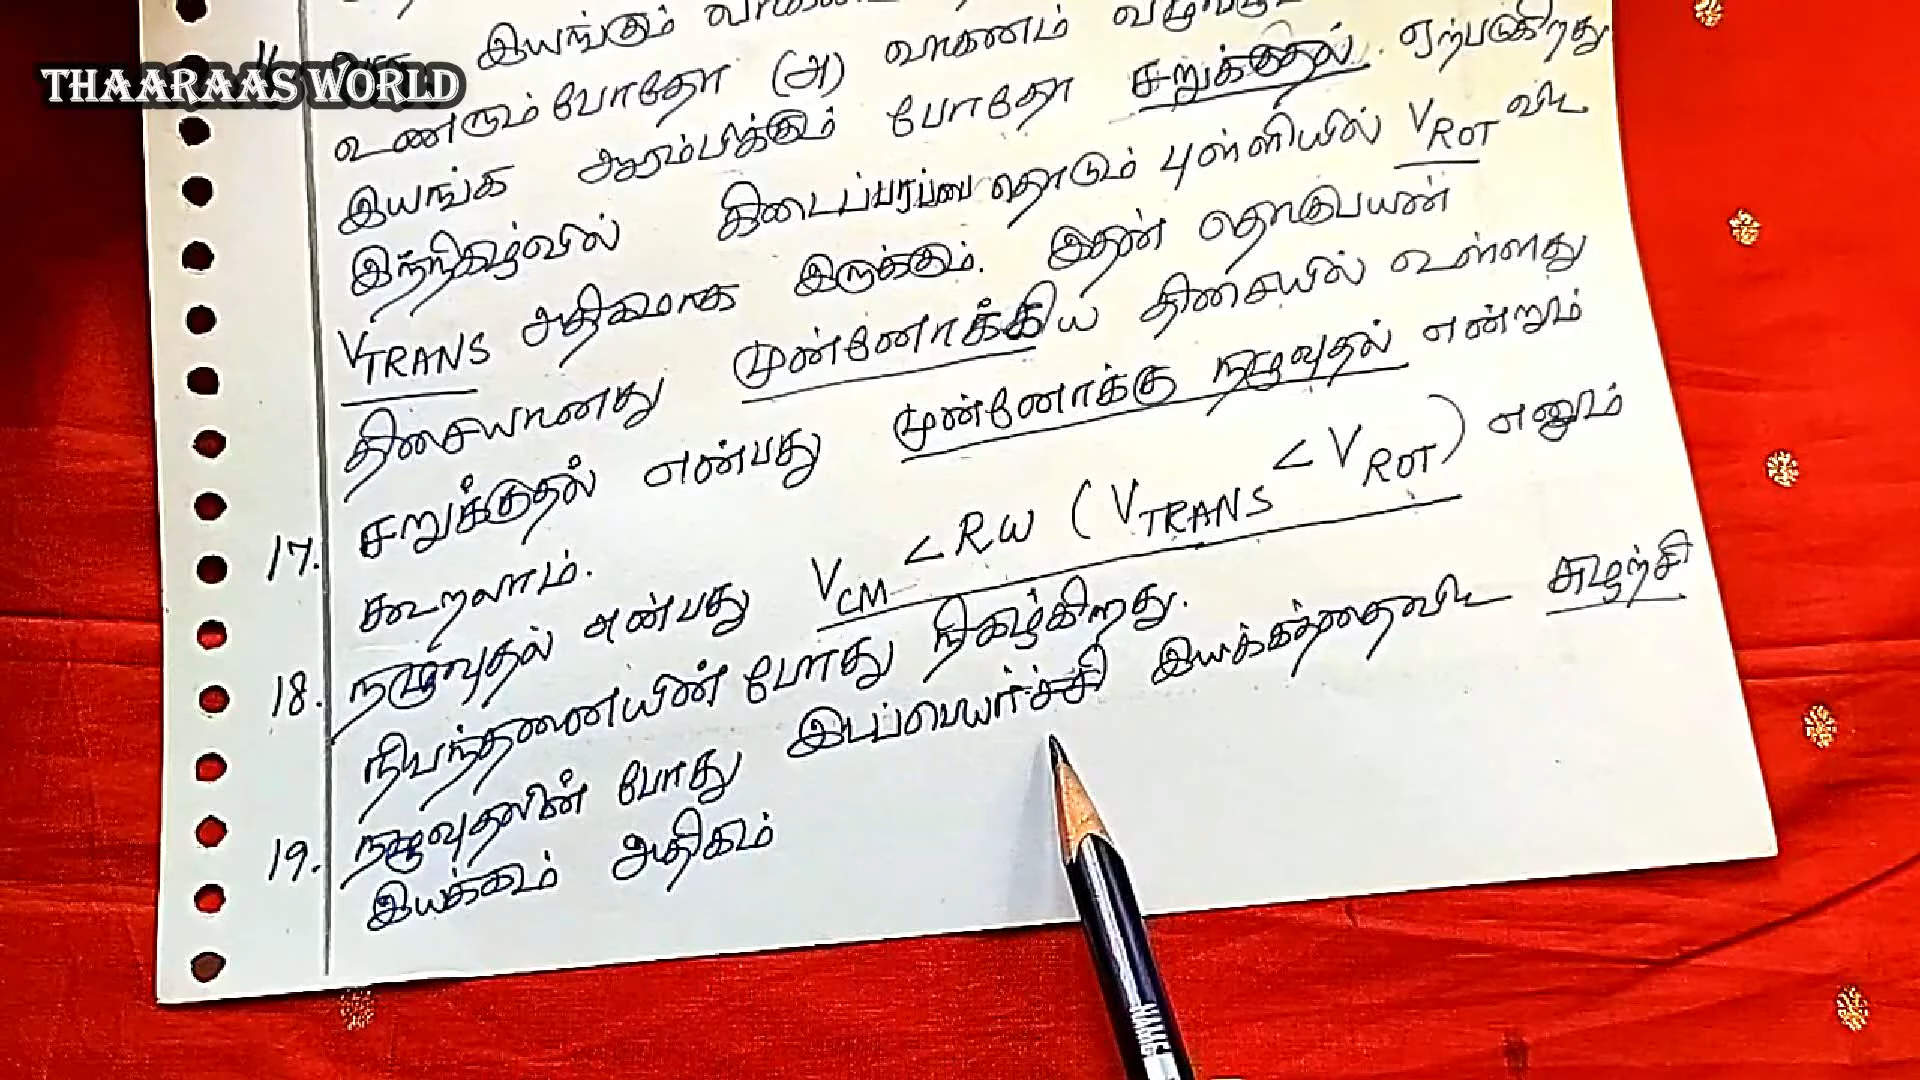 இயங்கும்
THAARAAS WORLD
உணரும்போதோ (அ) வாகனம்
இயங்க ஆரம்பிக்கும் போதோ சறுக்குதல் ஏற்படுகிறது
இந்நிகழ்வில் கிடைப்பரப்பை தொடும் புள்ளியில் VROT விட
VTRANS அதிகமாக இருக்கும். இதன் தொகுபயன்
திசையானது முன்னோக்கிய திசையில் உள்ளது
17. சறுக்குதல் என்பது முன்னோக்கு நழுவுதல் என்றும்
கூறலாம்.
18. நழுவுதல் என்பது VCM < RW (VTRANS < VROT) எனும்
நிபந்தனையின் போது நிகழ்கிறது.
19. நழுவுதலின் போது இடப்பெயர்ச்சி இயக்கத்தைவிட சுழற்சி
இயக்கம் அதிகம்
NAME